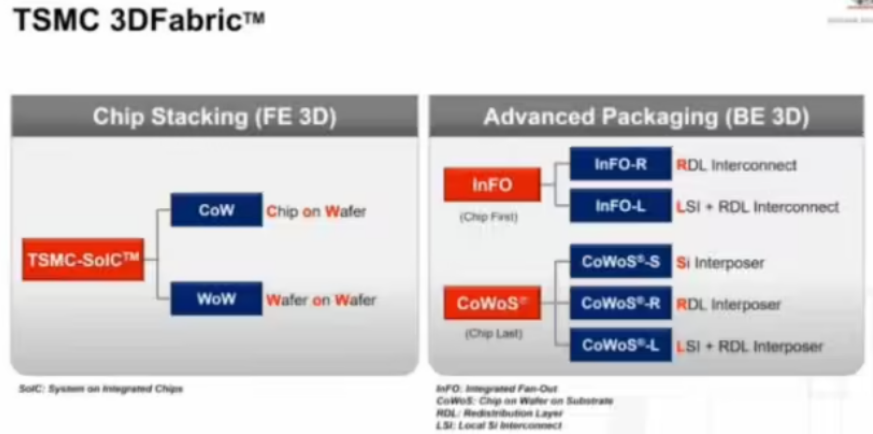 TSMC 3DFabric™
Chip Stacking (FE 3D)
TSMC-SoIC™
CoW
Chip on Wafer
WoW
Wafer on Wafer
SoIC: System on Integrated Chips
Advanced Packaging (BE 3D)
InFO
(Chip First)
InFO-R
RDL Interconnect
InFO-L
LSI + RDL Interconnect
CoWoS®
(Chip Last)
CoWoS®-S
Si Interposer
CoWoS®-R
RDL Interposer
CoWoS®-L
LSI + RDL Interposer
InFO: Integrated Fan-Out
CoWoS: Chip on Wafer on Substrate
RDL: Redistribution Layer
LSI: Local Si Interconnect